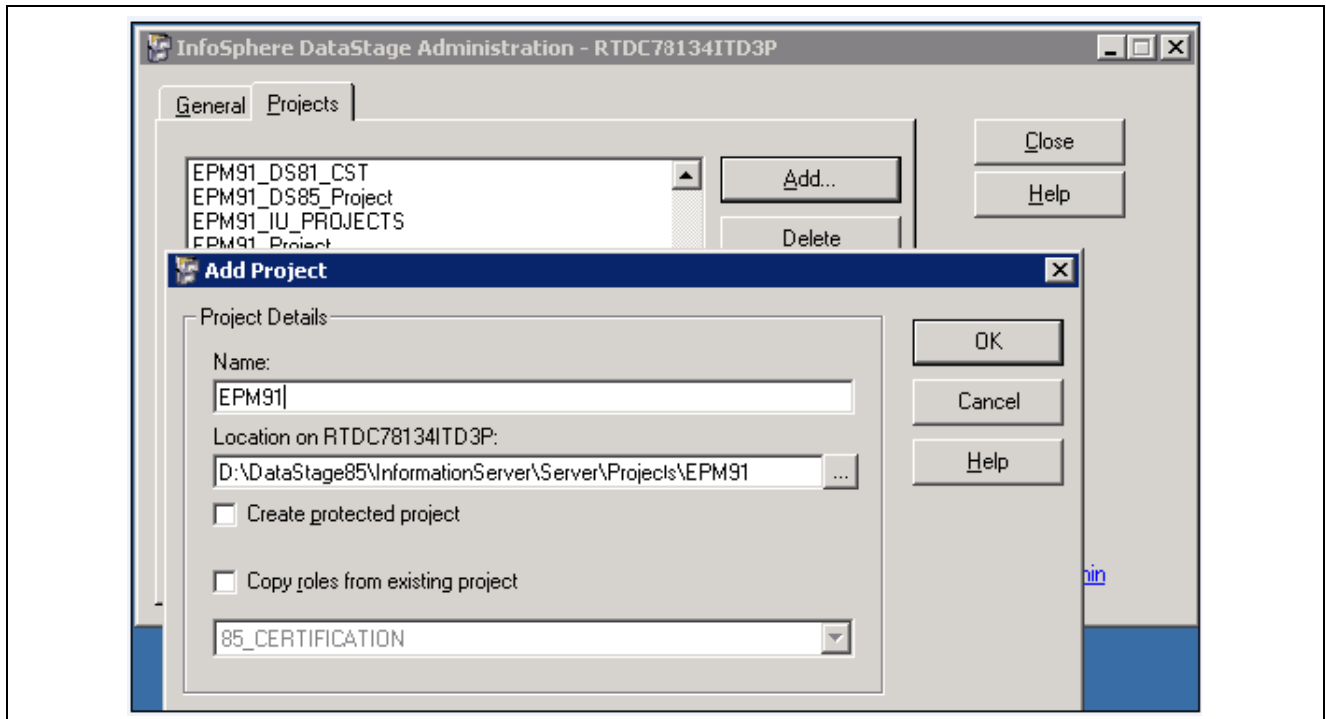 InfoSphere DataStage Administration - RTDC78134ITD3P
General Projects
Close
EPM91_DS81_CST
EPM91_DS85_Project
EPM91_IU_PROJECTS
EPM91_Project
Add...
Help
Delete
Add Project
Project Details
OK
Name:
EPM91
Cancel
Location on RTDC78134ITD3P:
D:\DataStage85\InformationServer\Server\Projects\EPM91
...
Help
Create protected project
Copy roles from existing project
85_CERTIFICATION